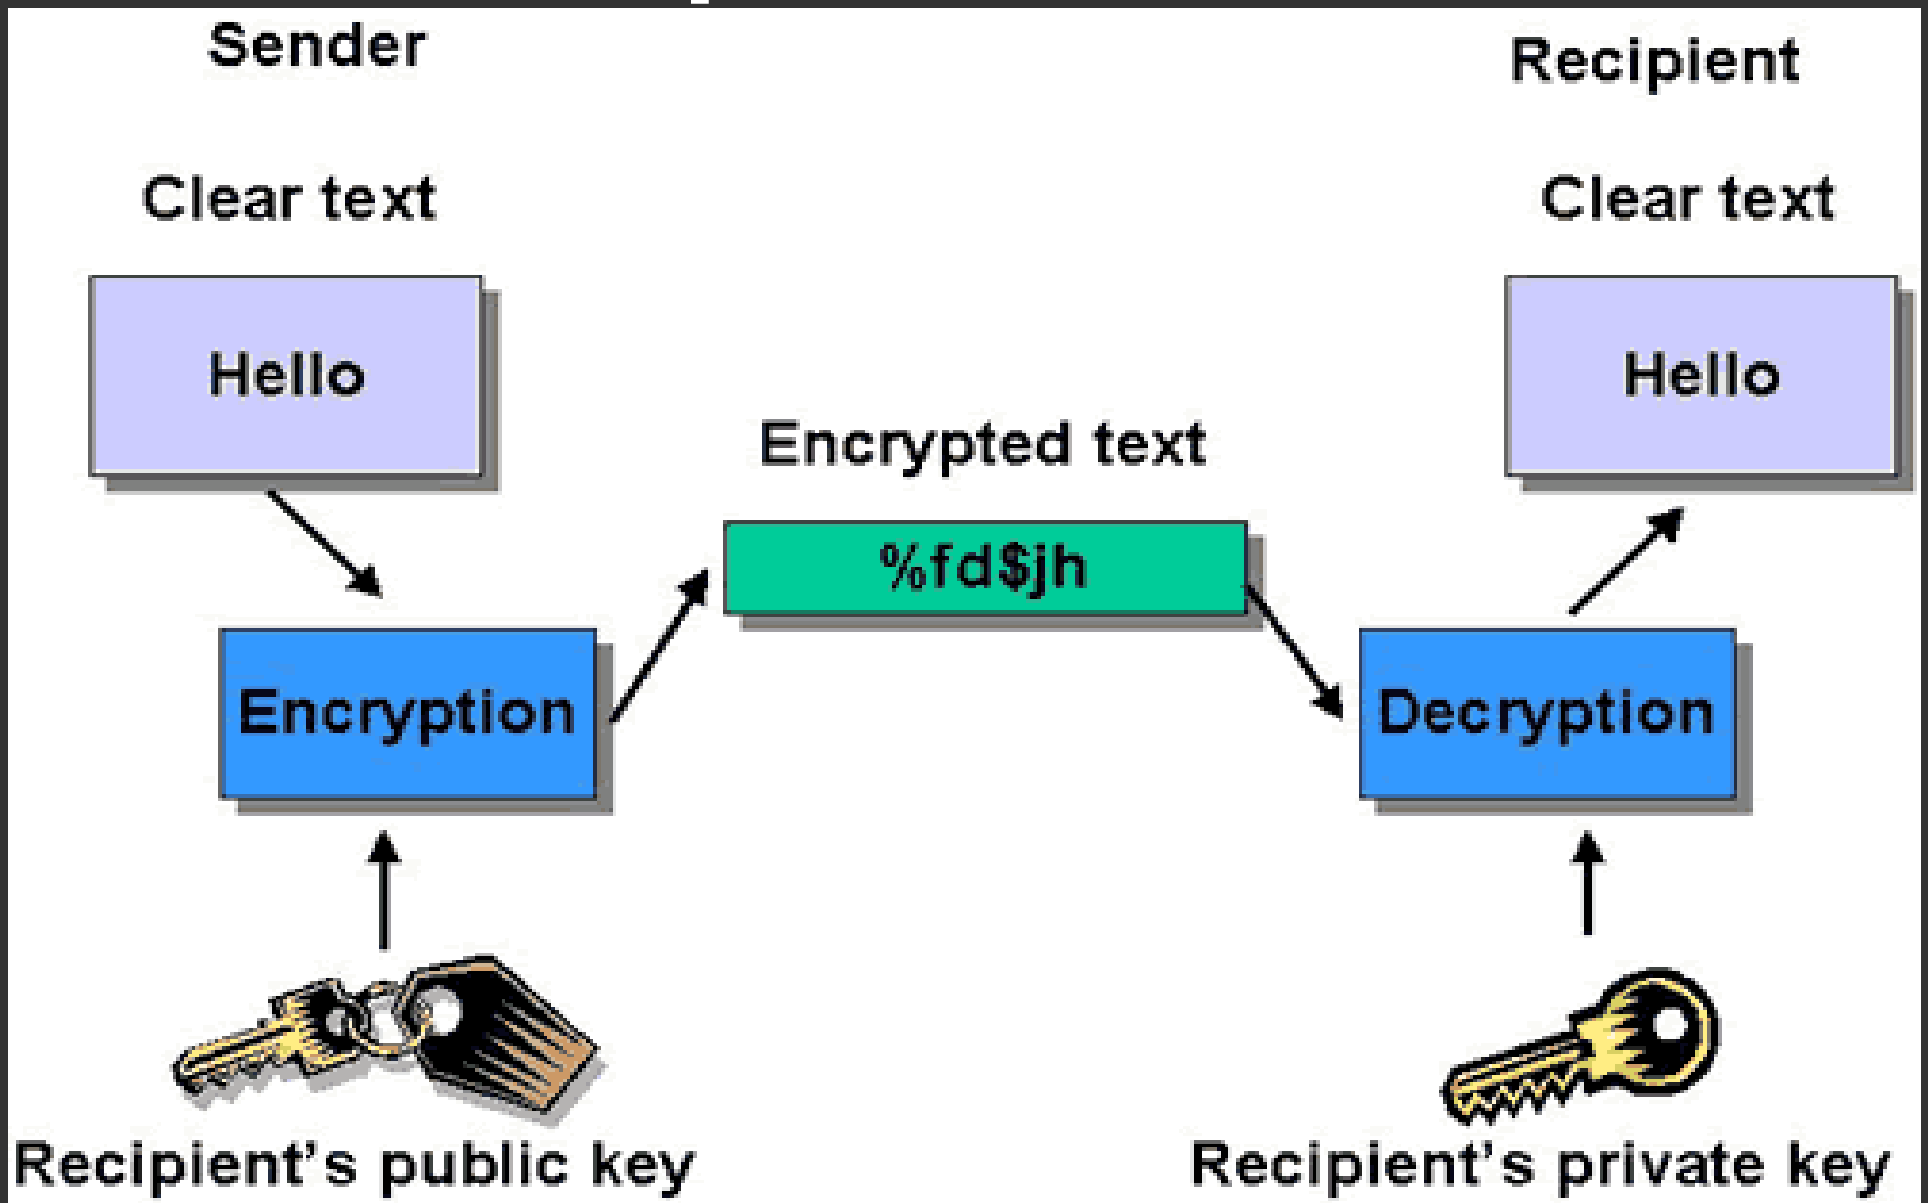 Sender
Recipient
Clear text
Clear text
Hello
Hello
Encrypted text
%fd$jh
Encryption
Decryption
Recipient's public key
Recipient's private key